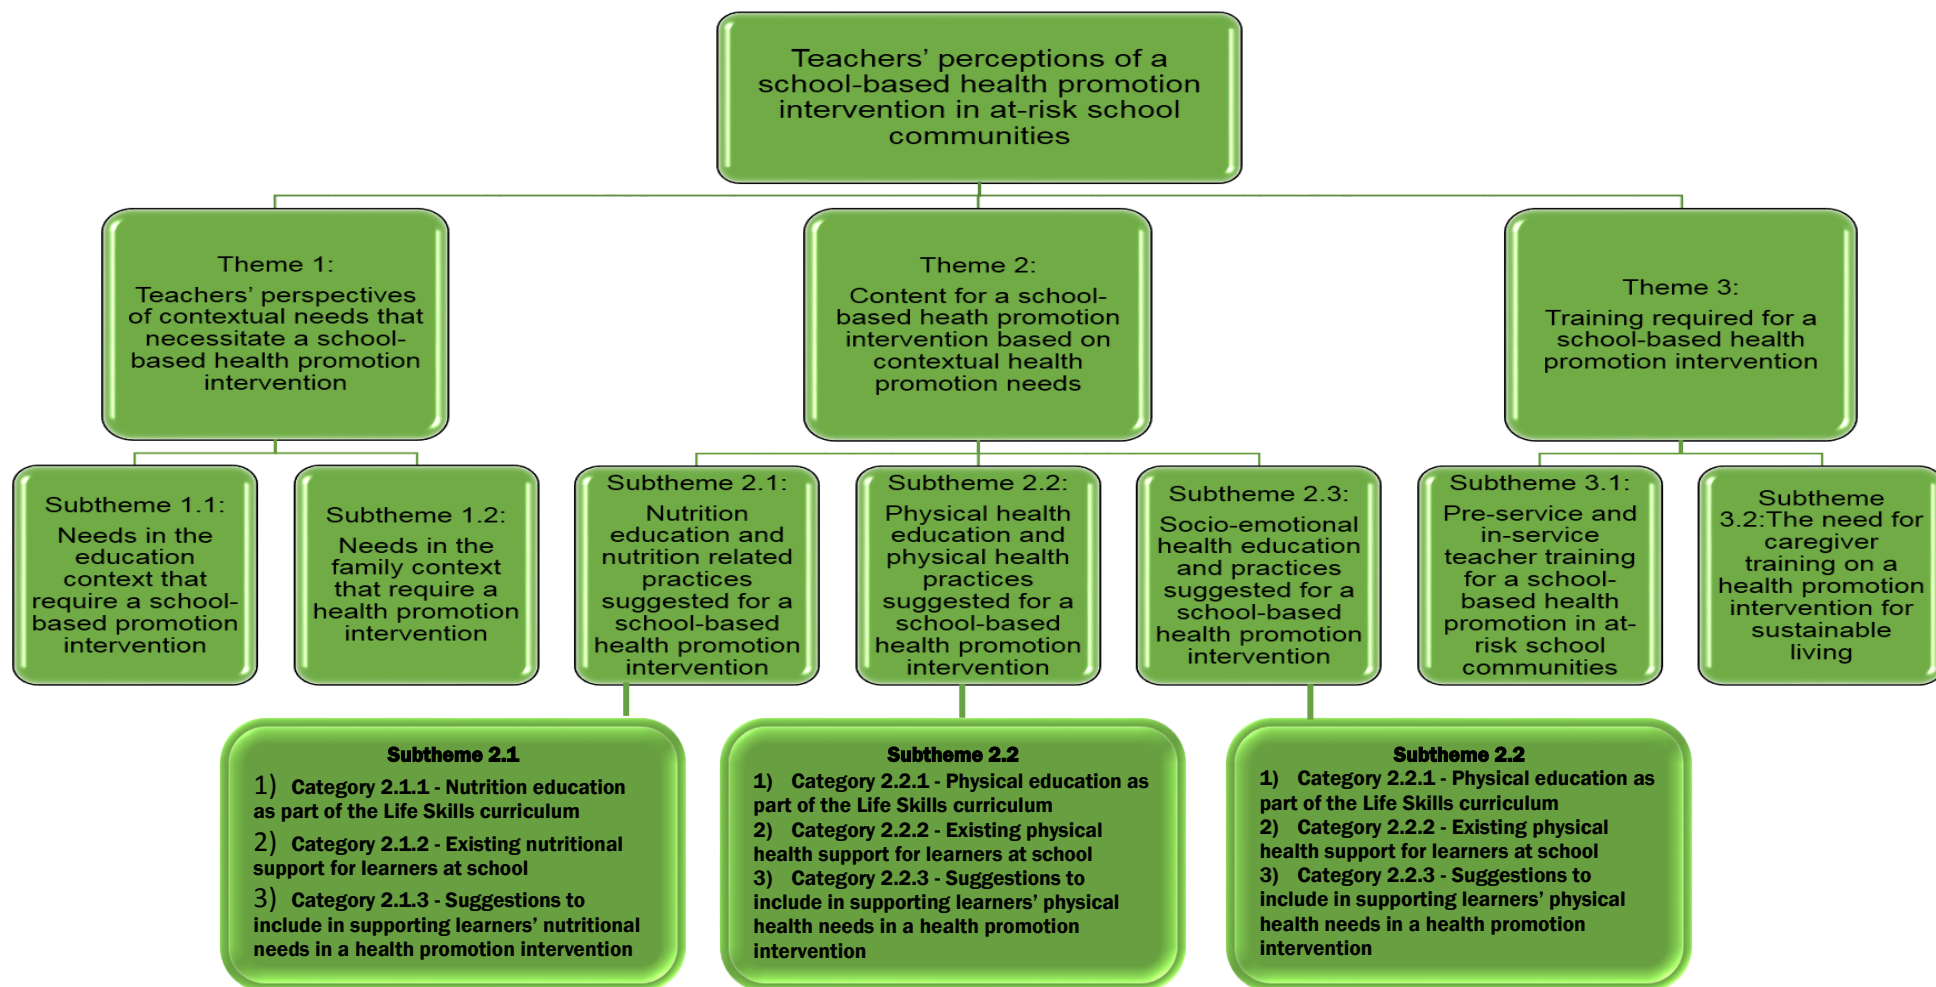 Teachers' perceptions of a
school-based health promotion
intervention in at-risk school
communities
Theme 1:
Teachers' perspectives
of contextual needs that
necessitate a school-
based health promotion
intervention
Theme 2:
Content for a school-
based heath promotion
intervention based on
contextual health
promotion needs
Theme 3:
Training required for a
school-based health
promotion intervention
Subtheme 1.1:
Needs in the
education
context that
require a school-
based promotion
intervention
Subtheme 1.2:
Needs in the
family context
that require a
health promotion
intervention
Subtheme 2.1:
Nutrition
education and
nutrition related
practices
suggested for a
school-based
health promotion
intervention
Subtheme 2.2:
Physical health
education and
physical health
practices
suggested for a
school-based
health promotion
intervention
Subtheme 2.3:
Socio-emotional
health education
and practices
suggested for a
school-based
health promotion
intervention
Subtheme 3.1:
Pre-service and
in-service
teacher training
for a school-
based health
promotion in at-
risk school
communities
Subtheme
3.2:The need for
caregiver
training on a
health promotion
intervention for
sustainable
living
Subtheme 2.1
1) Category 2.1.1 - Nutrition education
as part of the Life Skills curriculum
2) Category 2.1.2 - Existing nutritional
support for learners at school
3) Category 2.1.3 - Suggestions to
include in supporting learners' nutritional
needs in a health promotion intervention
Subtheme 2.2
1) Category 2.2.1 - Physical education as
part of the Life Skills curriculum
2) Category 2.2.2 - Existing physical
health support for learners at school
3) Category 2.2.3 - Suggestions to
include in supporting learners' physical
health needs in a health promotion
intervention
Subtheme 2.2
1) Category 2.2.1 - Physical education as
part of the Life Skills curriculum
2) Category 2.2.2 - Existing physical
health support for learners at school
3) Category 2.2.3 - Suggestions to
include in supporting learners' physical
health needs in a health promotion
intervention